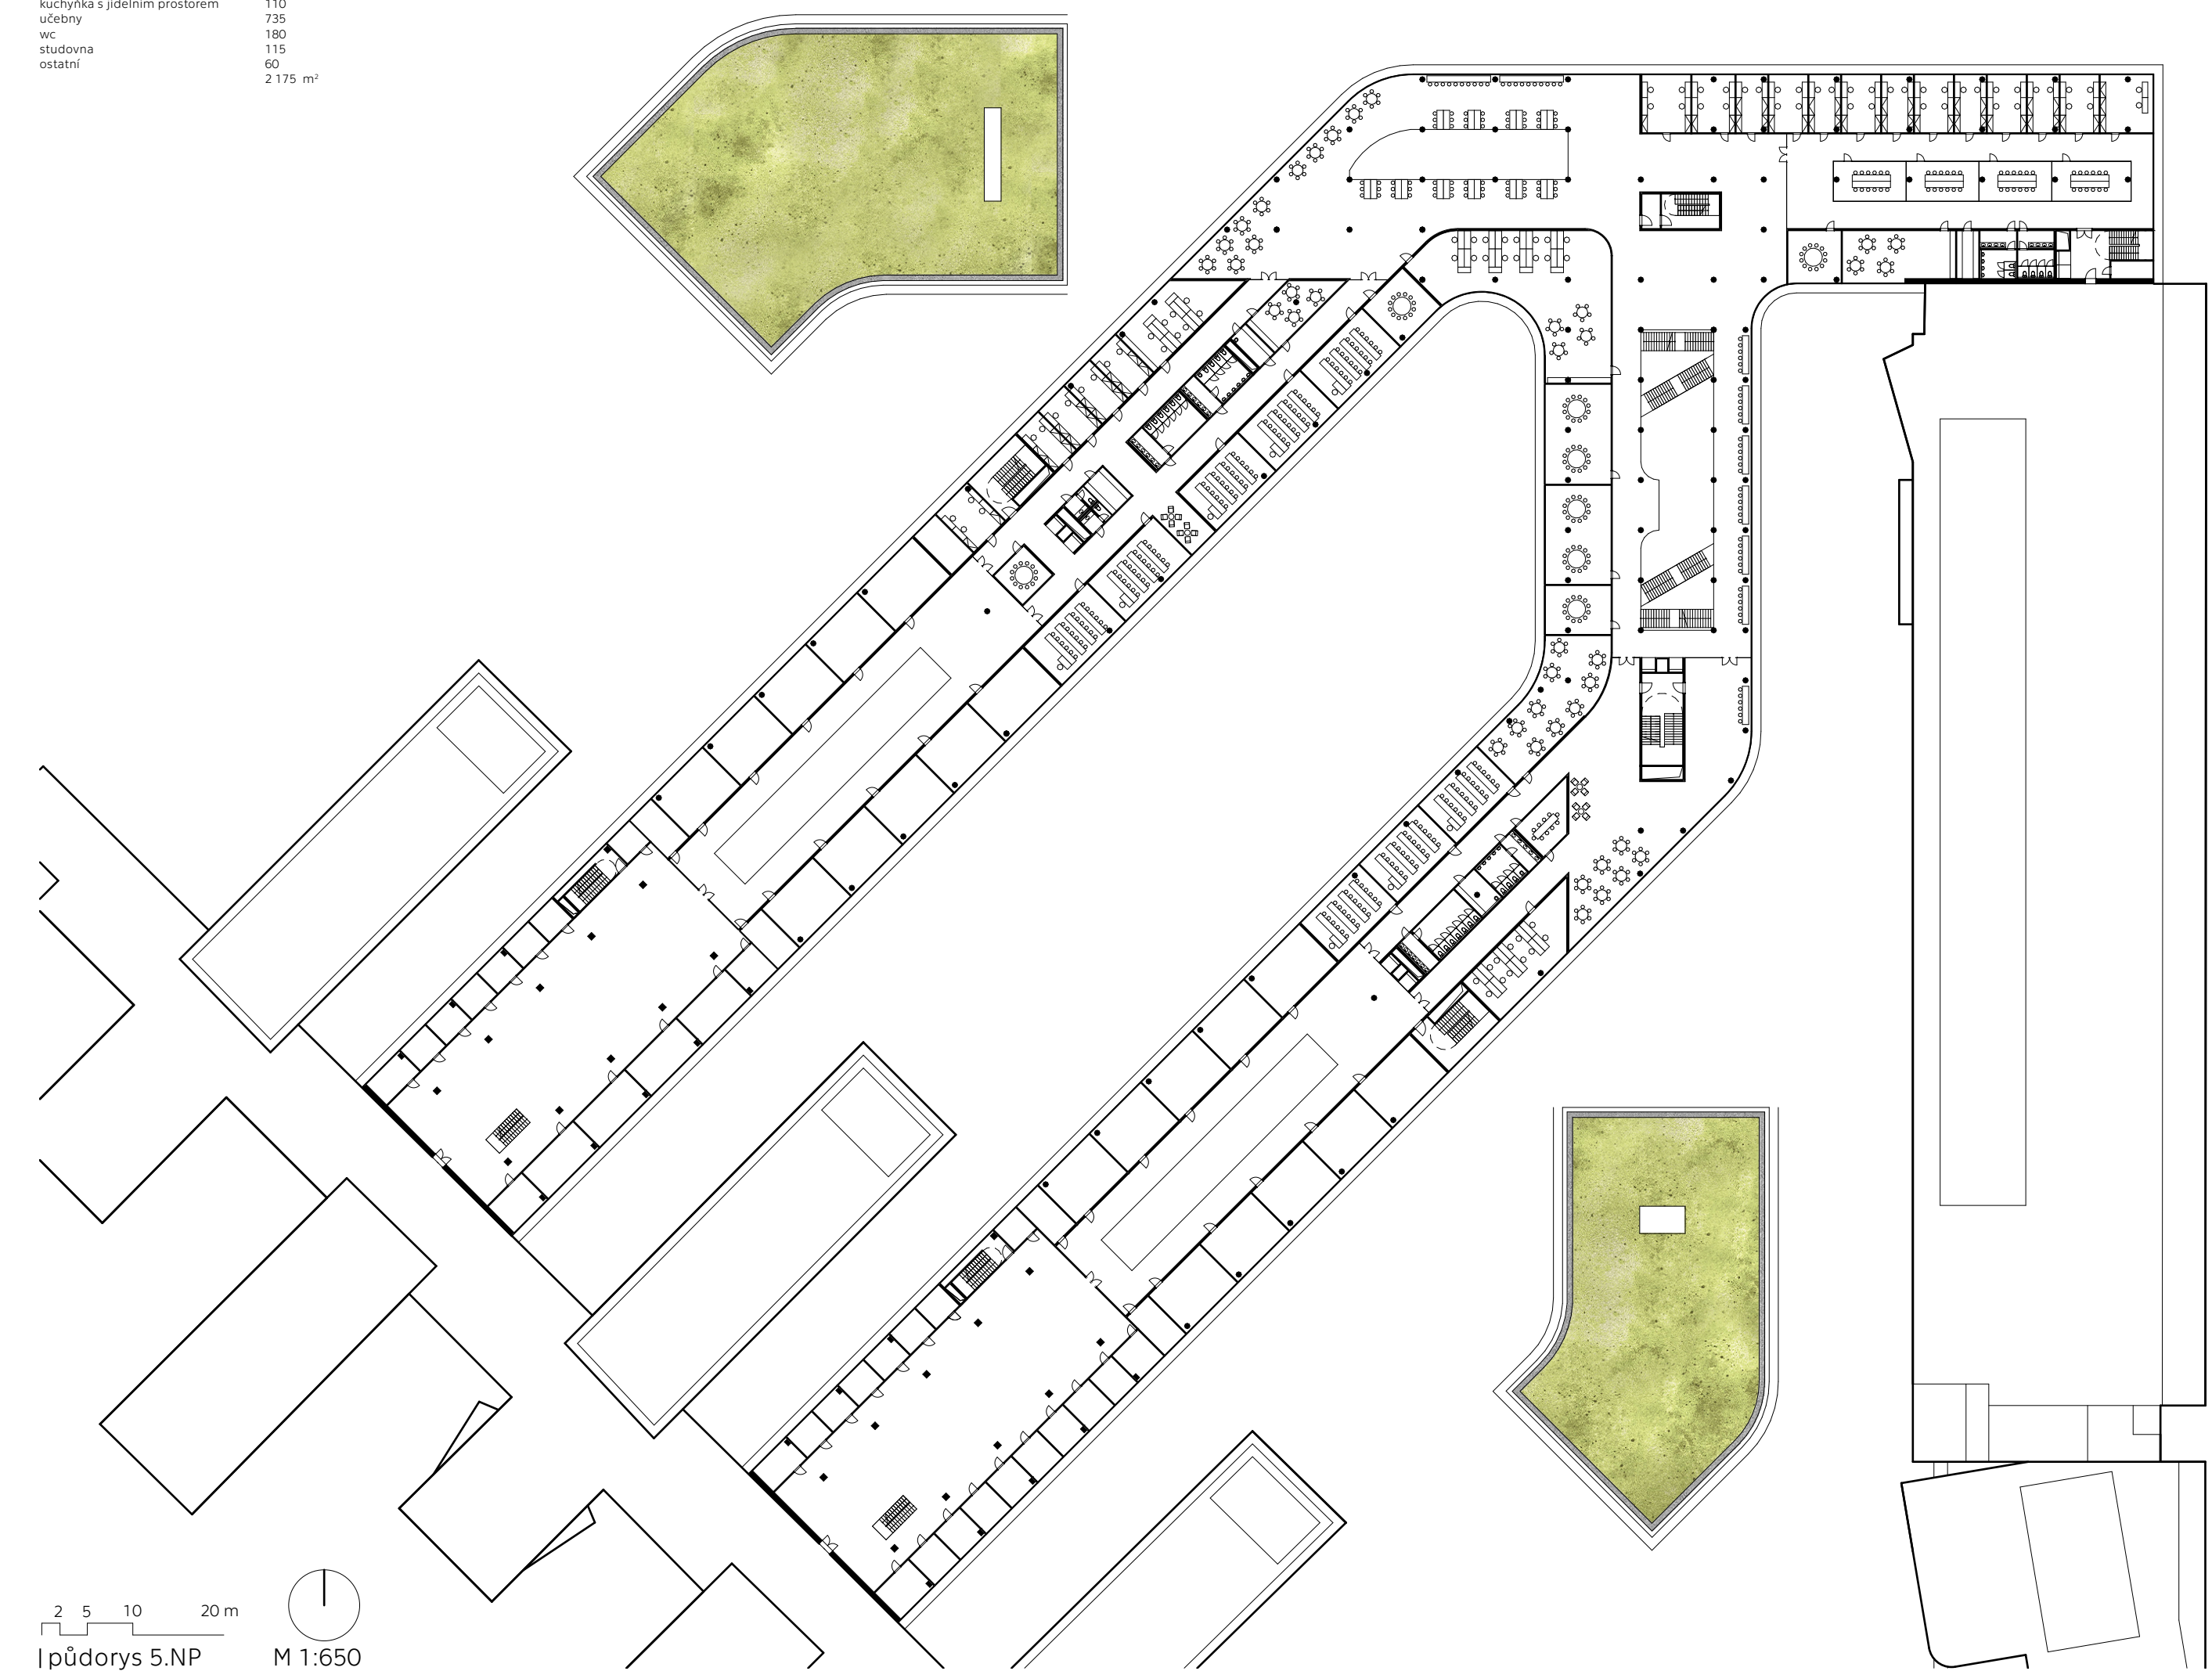 kuchyňka s jídelním prostorem 110
učebny 735
wc 180
studovna 115
ostatní 60
2 175 m²
2 5 10 20 m
půdorys 5.NP M 1:650